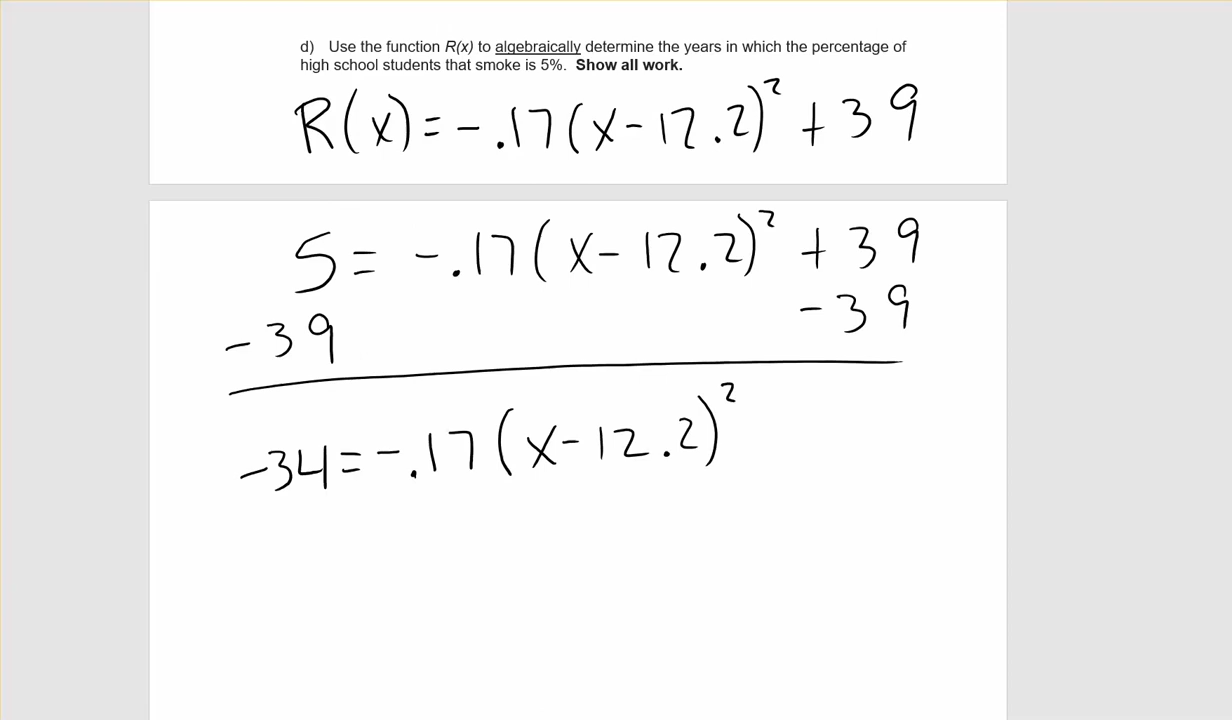 d) Use the function R(x) to algebraically determine the years in which the percentage of
high school students that smoke is 5%. Show all work.
R(x) = -.17(x-12.2)² + 39
5 = -.17(x-12.2)² + 39
-39 -39
-34 = -.17(x-12.2)²